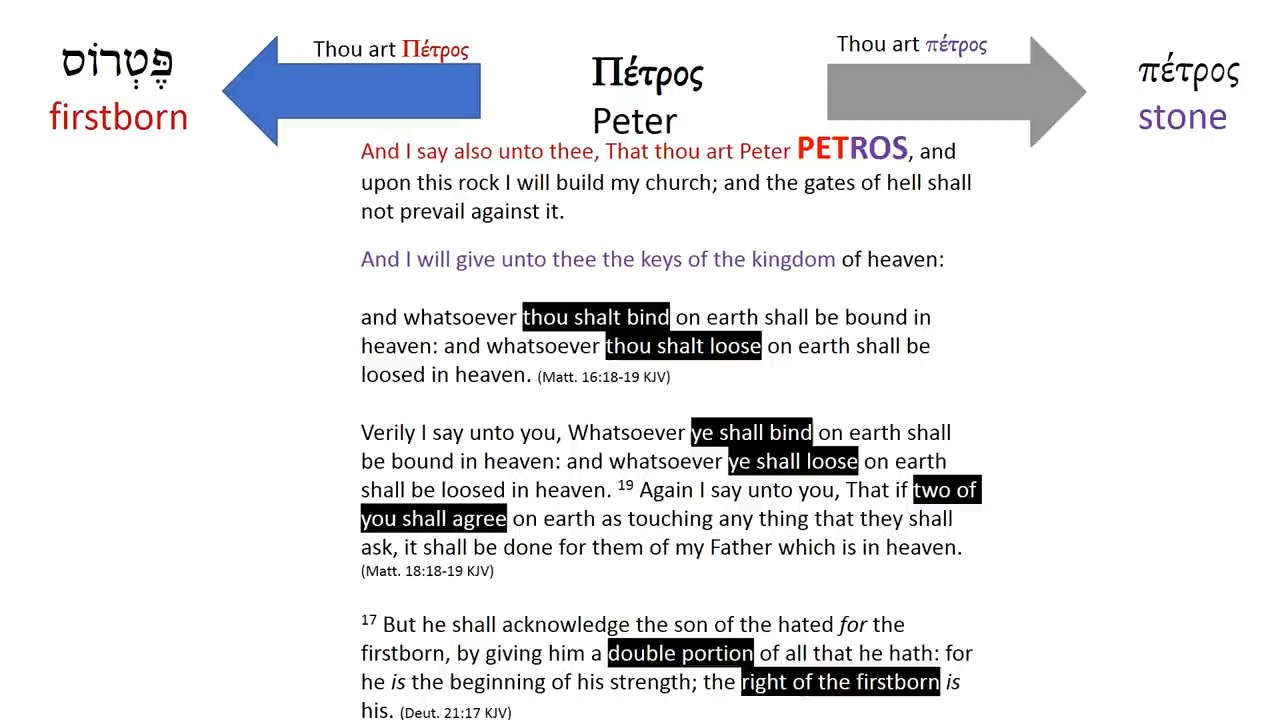 פֶּטְרוֹס
firstborn
Thou art Πέτρος
Πέτρος
Peter
Thou art πέτρος
πέτρος
stone
And I say also unto thee, That thou art Peter PETROS, and
upon this rock I will build my church; and the gates of hell shall
not prevail against it.
And I will give unto thee the keys of the kingdom of heaven:
and whatsoever thou shalt bind on earth shall be bound in
heaven: and whatsoever thou shalt loose on earth shall be
loosed in heaven. (Matt. 16:18-19 KJV)
Verily I say unto you, Whatsoever ye shall bind on earth shall
be bound in heaven: and whatsoever ye shall loose on earth
shall be loosed in heaven. 19 Again I say unto you, That if two of
you shall agree on earth as touching any thing that they shall
ask, it shall be done for them of my Father which is in heaven.
(Matt. 18:18-19 KJV)
17 But he shall acknowledge the son of the hated for the
firstborn, by giving him a double portion of all that he hath: for
he is the beginning of his strength; the right of the firstborn is
his. (Deut. 21:17 KJV)